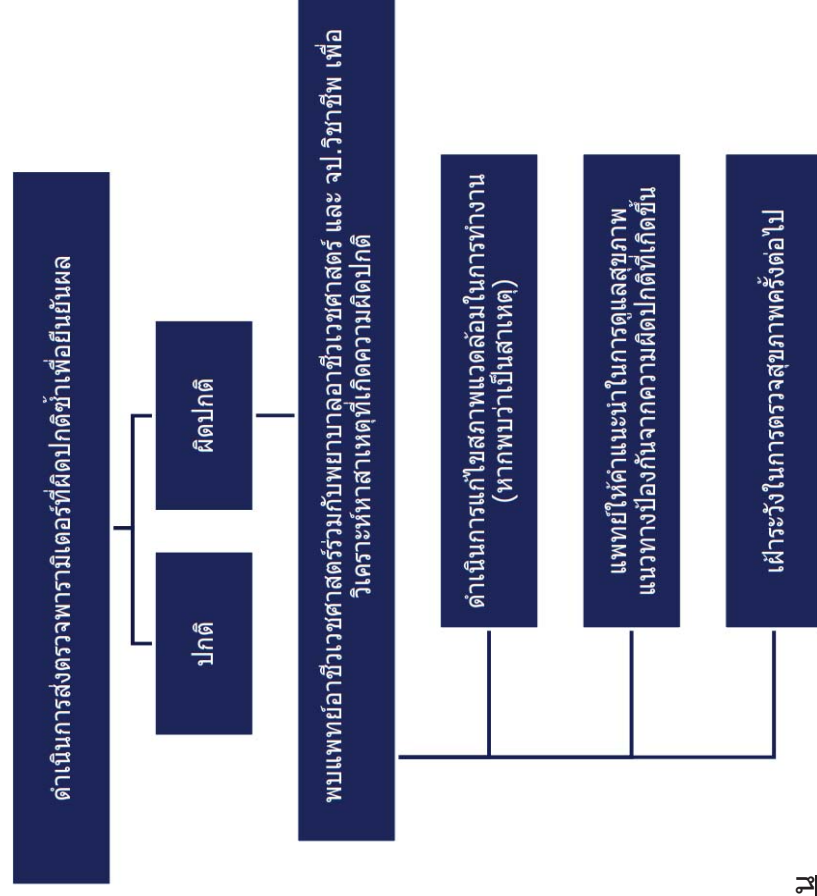 ดำเนินการส่งตรวจพารามิเตอร์ที่ผิดปกติซ้ำเพื่อยืนยันผล
ปกติ
ผิดปกติ
พบแพทย์อาชีวเวชศาสตร์ร่วมกับพยาบาลอาชีวเวชศาสตร์ และ จป.วิชาชีพ เพื่อ
วิเคราะห์หาสาเหตุที่เกิดความผิดปกติ
ดำเนินการแก้ไขสภาพแวดล้อมในการทำงาน
(หากพบว่าเป็นสาเหตุ)
แพทย์ให้คำแนะนำในการดูแลสุขภาพ
แนวทางป้องกันจากความผิดปกติที่เกิดขึ้น
เฝ้าระวังในการตรวจสุขภาพครั้งต่อไป